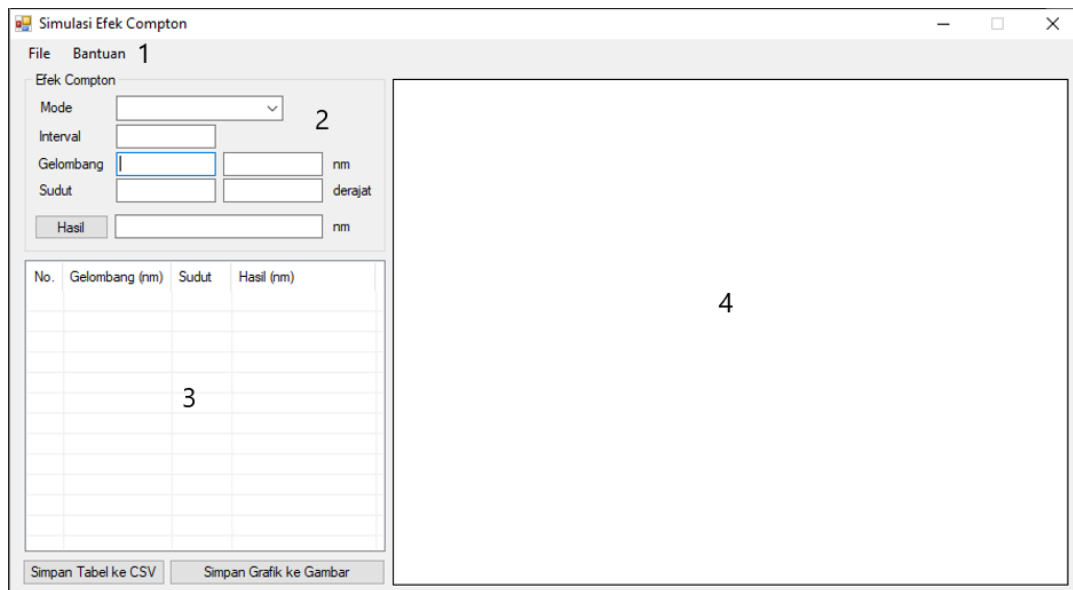 Simulasi Efek Compton
File Bantuan 1
Efek Compton
Mode
2
Interval
Gelombang nm
Sudut derajat
Hasil nm
No. Gelombang (nm) Sudut Hasil (nm)
3
Simpan Tabel ke CSV Simpan Grafik ke Gambar
4